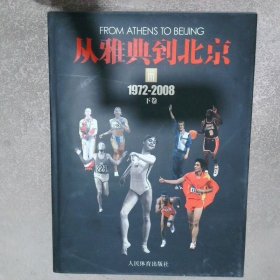 FROM ATHENS TO BEIJING
从雅典到北京
1972-2008
下卷
人民体育出版社